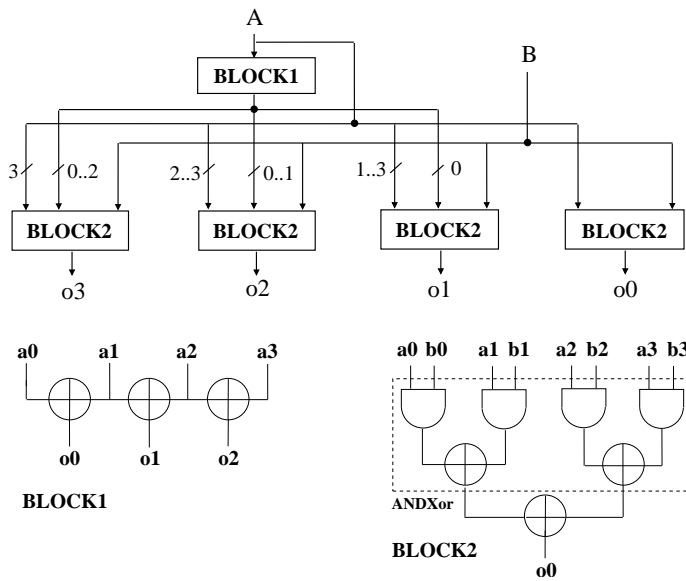 A
B
BLOCK1
3 0..2 2..3 0..1 1..3 0
BLOCK2 BLOCK2 BLOCK2 BLOCK2
o3 o2 o1 o0
a0 a1 a2 a3
o0 o1 o2
BLOCK1
a0 b0 a1 b1 a2 b2 a3 b3
ANDXor
BLOCK2
o0